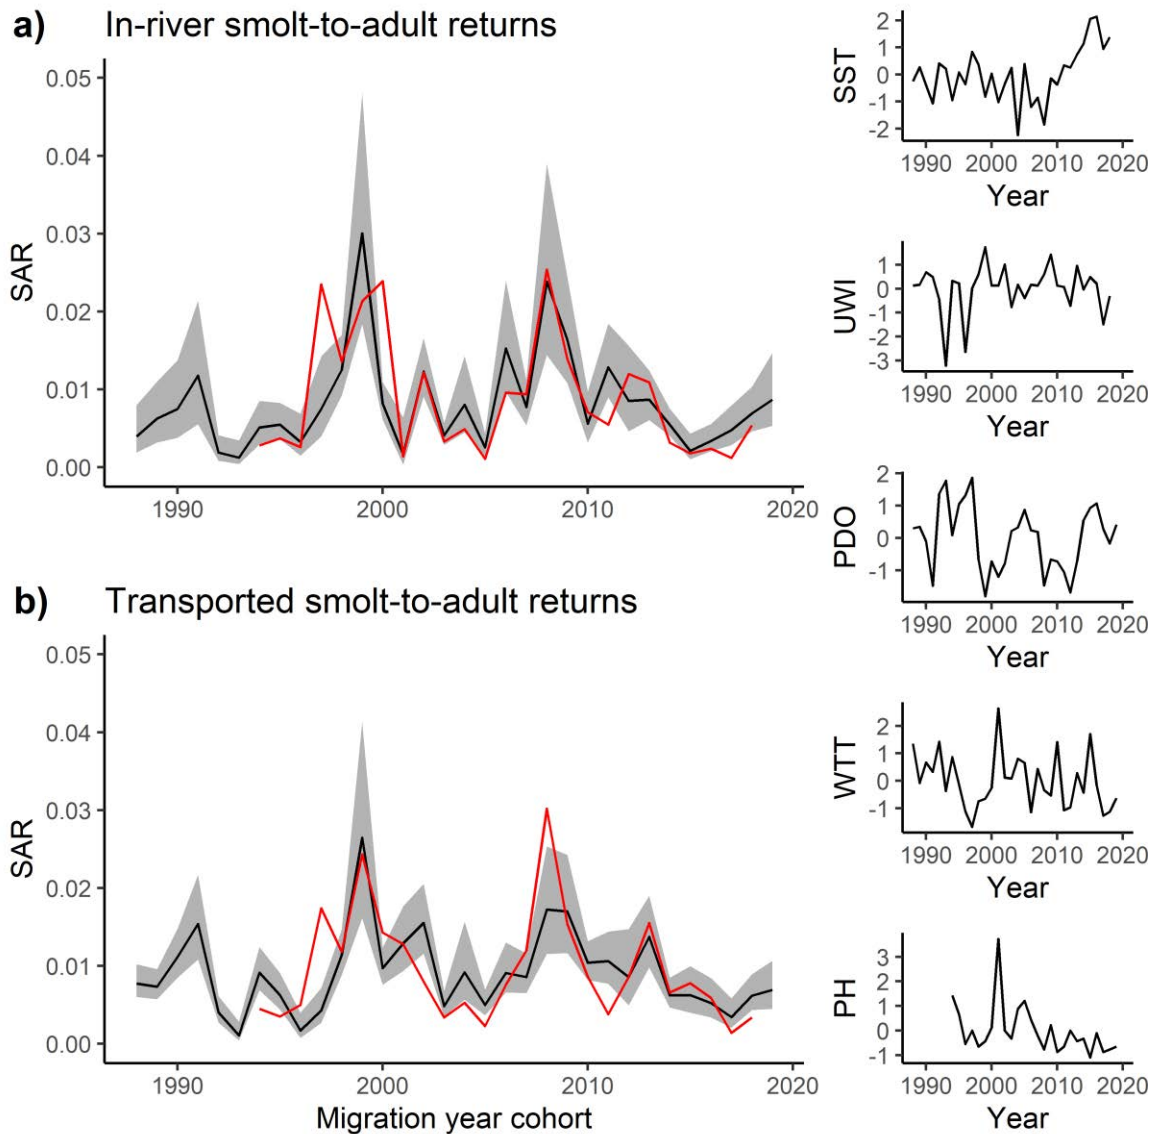 a) In-river smolt-to-adult returns
SAR
0.05
0.04
0.03
0.02
0.01
0.00
1990 2000 2010 2020
b) Transported smolt-to-adult returns
SAR
0.05
0.04
0.03
0.02
0.01
0.00
1990 2000 2010 2020
Migration year cohort
SST
2
1
0
-1
-2
1990 2000 2010 2020
Year
UWI
1
0
-1
-2
-3
1990 2000 2010 2020
Year
PDO
2
1
0
-1
1990 2000 2010 2020
Year
WTT
2
1
0
-1
1990 2000 2010 2020
Year
PH
3
2
1
0
-1
1990 2000 2010 2020
Year